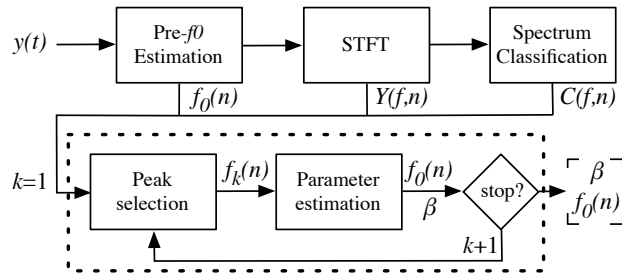 y(t)
Pre-f0
Estimation
STFT
Spectrum
Classification
f0(n)
Y(f,n)
C(f,n)
k=1
Peak
selection
fk(n)
Parameter
estimation
f0(n)
β
stop?
k+1
β
f0(n)